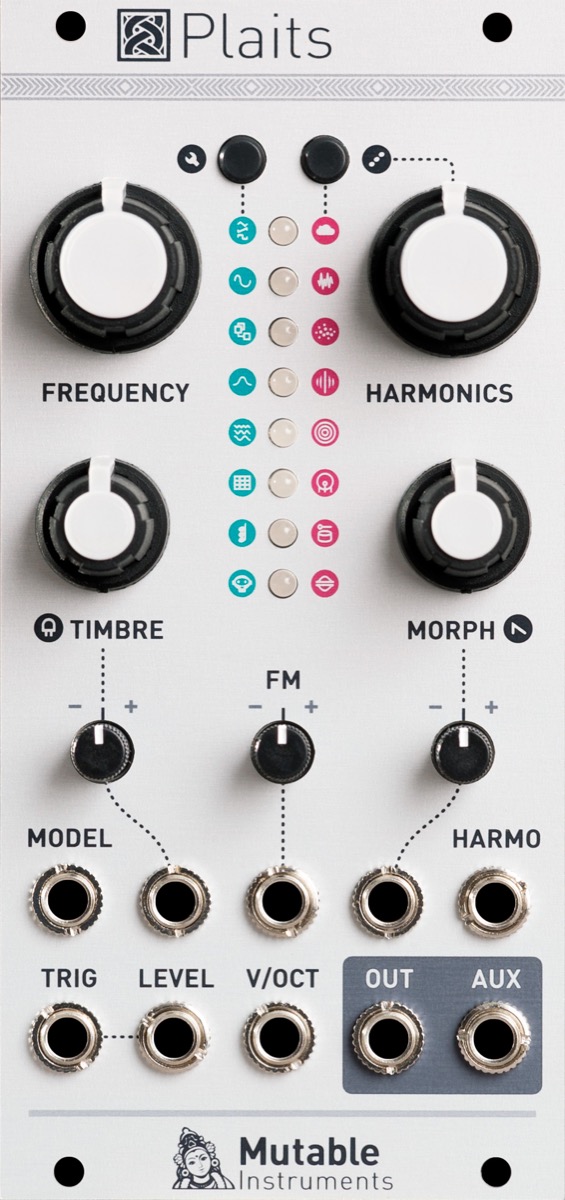 Plaits
FREQUENCY HARMONICS
TIMBRE MORPH
FM
− + − + − +
MODEL HARMO
TRIG LEVEL V/OCT OUT AUX
Mutable
Instruments